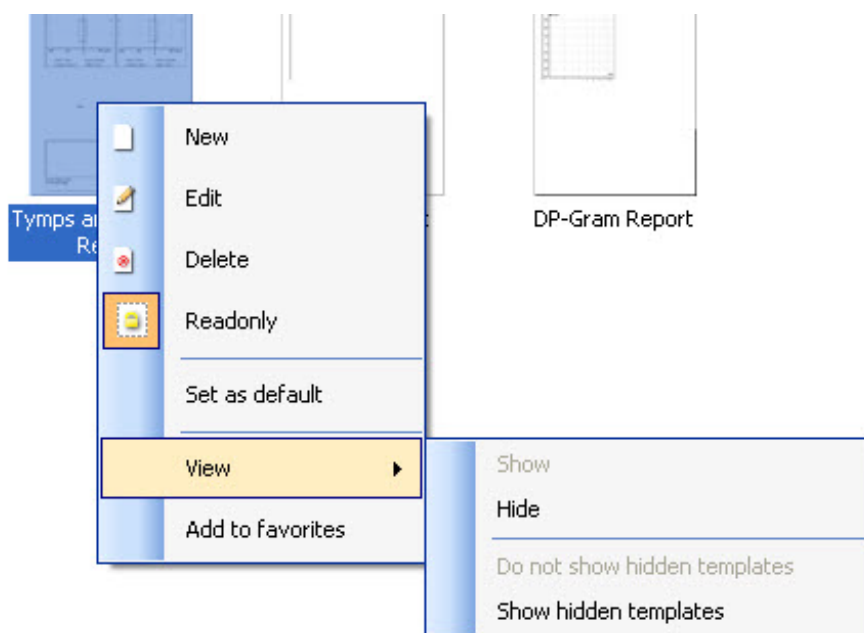 Tymps a
Re
DP-Gram Report
New
Edit
Delete
Readonly
Set as default
View
Add to favorites
Show
Hide
Do not show hidden templates
Show hidden templates